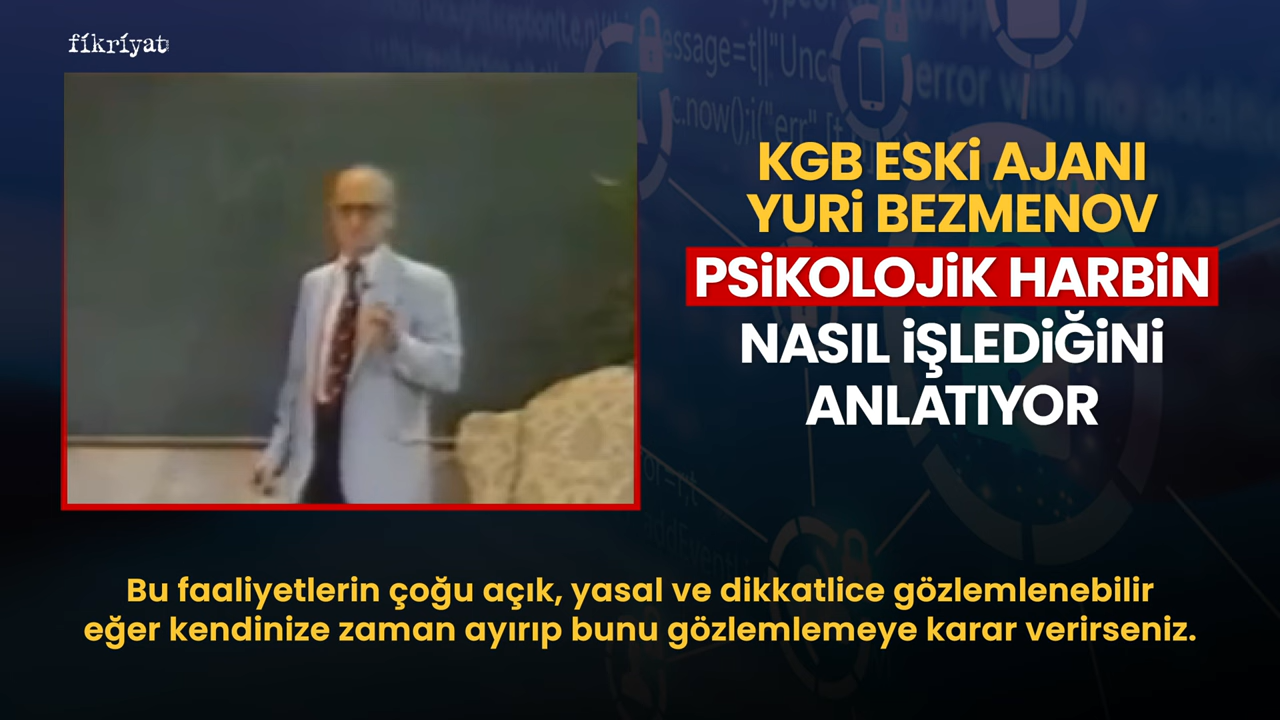 fikriyat
KGB ESKİ AJANI
YURİ BEZMENOV
PSİKOLOJİK HARBİN
NASIL İŞLEDİĞİNİ
ANLATIYOR
Bu faaliyetlerin çoğu açık, yasal ve dikkatlice gözlemlenebilir
eğer kendinize zaman ayırıp bunu gözlemlemeye karar verirseniz.